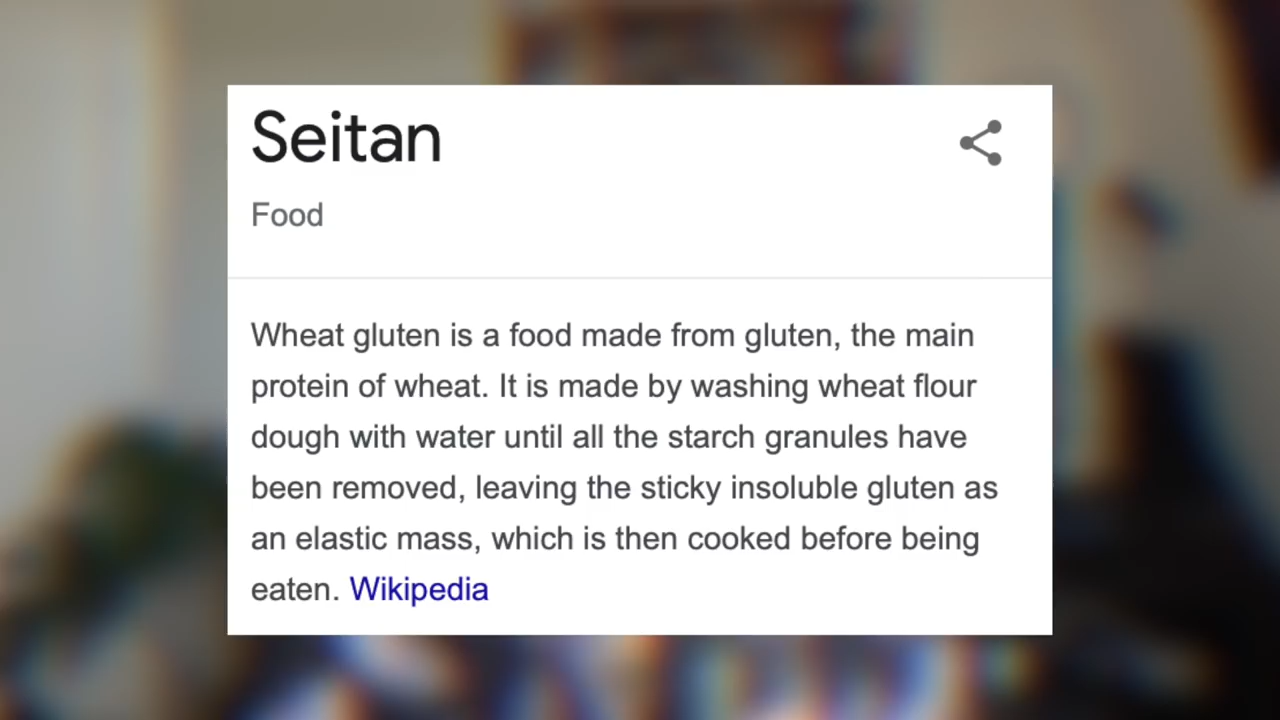 Seitan
Food
Wheat gluten is a food made from gluten, the main
protein of wheat. It is made by washing wheat flour
dough with water until all the starch granules have
been removed, leaving the sticky insoluble gluten as
an elastic mass, which is then cooked before being
eaten. Wikipedia